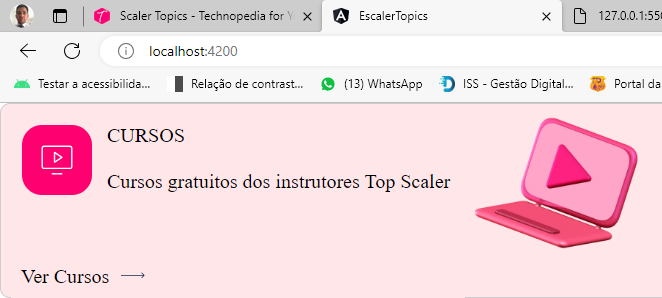 Scaler Topics - Technopedia for Y
EscalerTopics
127.0.0.1:550
localhost:4200
Testar a acessibilida...
Relação de contrast...
(13) WhatsApp
ISS - Gestão Digital...
Portal da
CURSOS
Cursos gratuitos dos instrutores Top Scaler
Ver Cursos